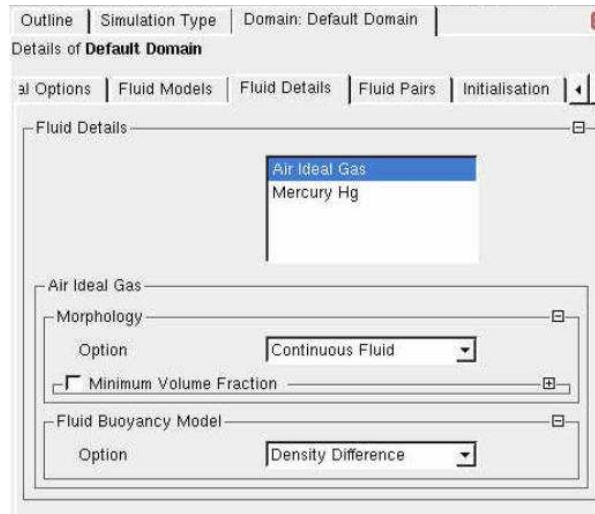 Outline Simulation Type Domain: Default Domain
Details of Default Domain
al Options Fluid Models Fluid Details Fluid Pairs Initialisation
Fluid Details
Air Ideal Gas
Mercury Hg
Air Ideal Gas
Morphology
Option Continuous Fluid
Minimum Volume Fraction
Fluid Buoyancy Model
Option Density Difference